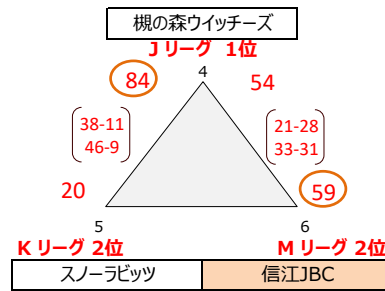 槻の森ウイッチーズ
Jリーグ 1位
84 4 54
38-11 21-28
46-9 33-31
20 59
5 6
Kリーグ 2位 Mリーグ 2位
スノーラビッツ 信江JBC